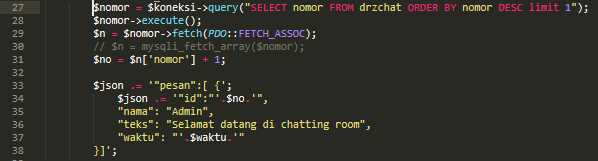 27 $nomor = $koneksi->query("SELECT nomor FROM drzchat ORDER BY nomor DESC limit 1");
28 $nomor->execute();
29 $n = $nomor->fetch(PDO::FETCH_ASSOC);
30 // $n = mysqli_fetch_array($nomor);
31 $no = $n['nomor'] + 1;
32
33 $json .= '"pesan":[ {';
34 $json .= '"id":"'.$no.'",
35 "nama": "Admin",
36 "teks": "Selamat datang di chatting room",
37 "waktu": "'.$waktu.'"
38 }]';